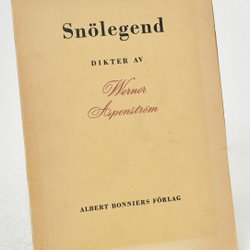 Snölegend
DIKTER AV
Werner
Aspenström
ALBERT BONNIERS FÖRLAG